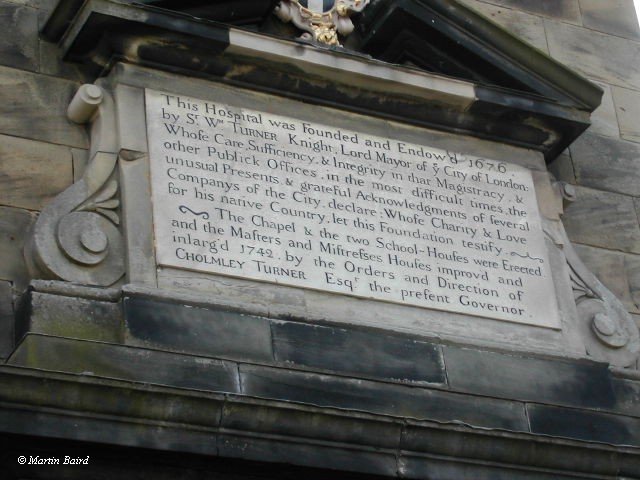 This Hospital was Founded and Endow'd 1676.
by Sr Wm TURNER Knight, Lord Mayor of ye City of London:
Whoſe Care, Sufficiency, & Integrity in that Magistracy, &
other Publick Offices, in the most difficult times, the
unusual Presents & grateful Acknowledgments of ſeveral
Companys of the City, declare; Whoſe Charity & Love
for his native Country, let this Foundation testify.
The Chapel & the two School-Houſes were Erected
and the Maſters and Miſtreſses Houſes improv'd and
inlarg'd 1742. by the Orders and Direction of
CHOLMLEY TURNER Esqr. the preſent Governor.
© Martin Baird